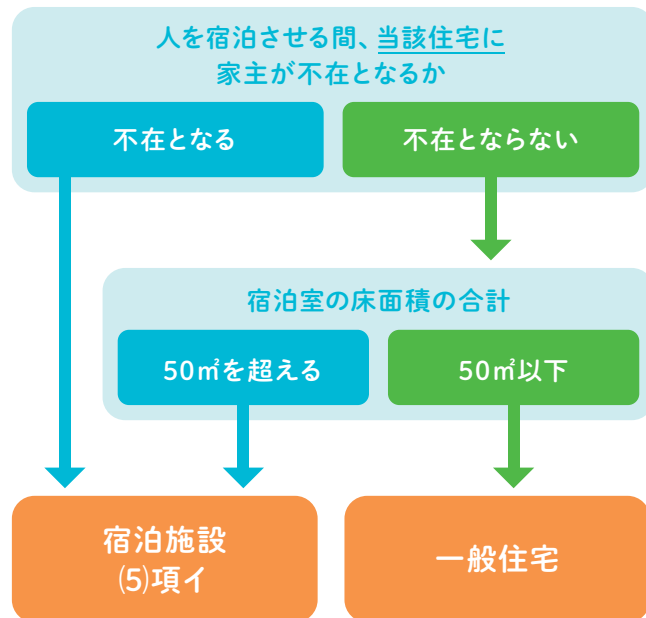 人を宿泊させる間、当該住宅に
家主が不在となるか
不在となる
不在とならない
宿泊室の床面積の合計
50㎡を超える
50㎡以下
宿泊施設
⑸項イ
一般住宅